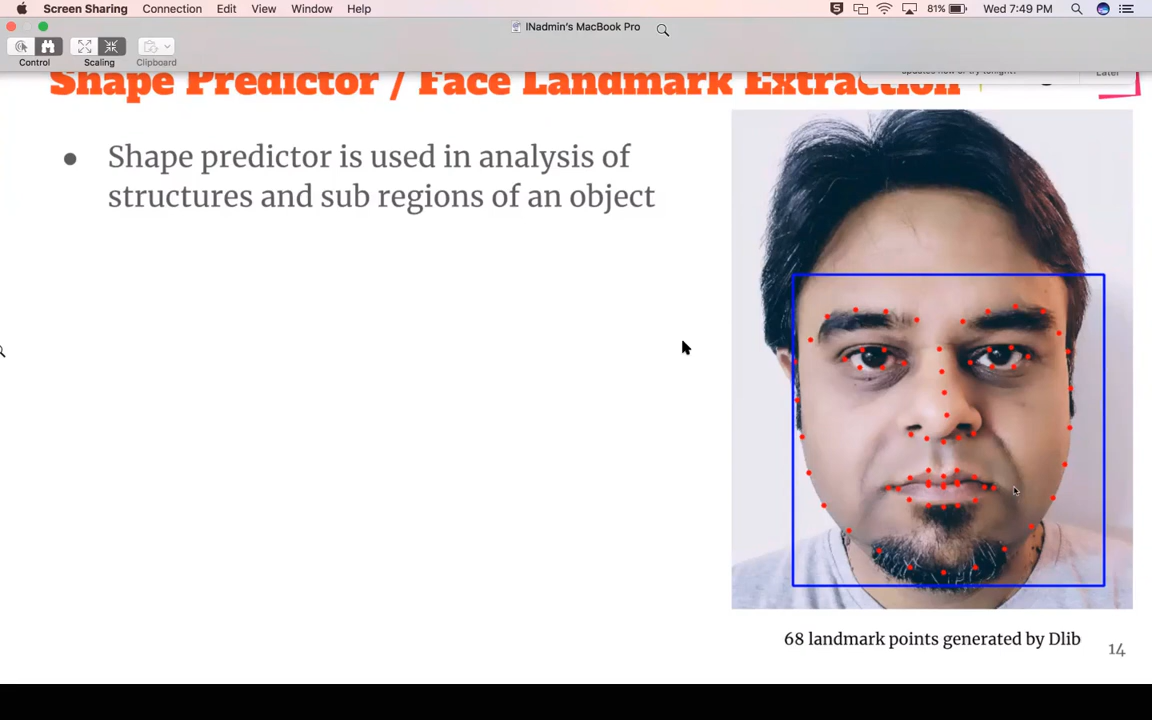 Screen Sharing Connection Edit View Window Help 81% Wed 7:49 PM
INadmin's MacBook Pro
Control Scaling Clipboard
Later
Shape Predictor / Face Landmark Extraction
● Shape predictor is used in analysis of
structures and sub regions of an object
68 landmark points generated by Dlib
14